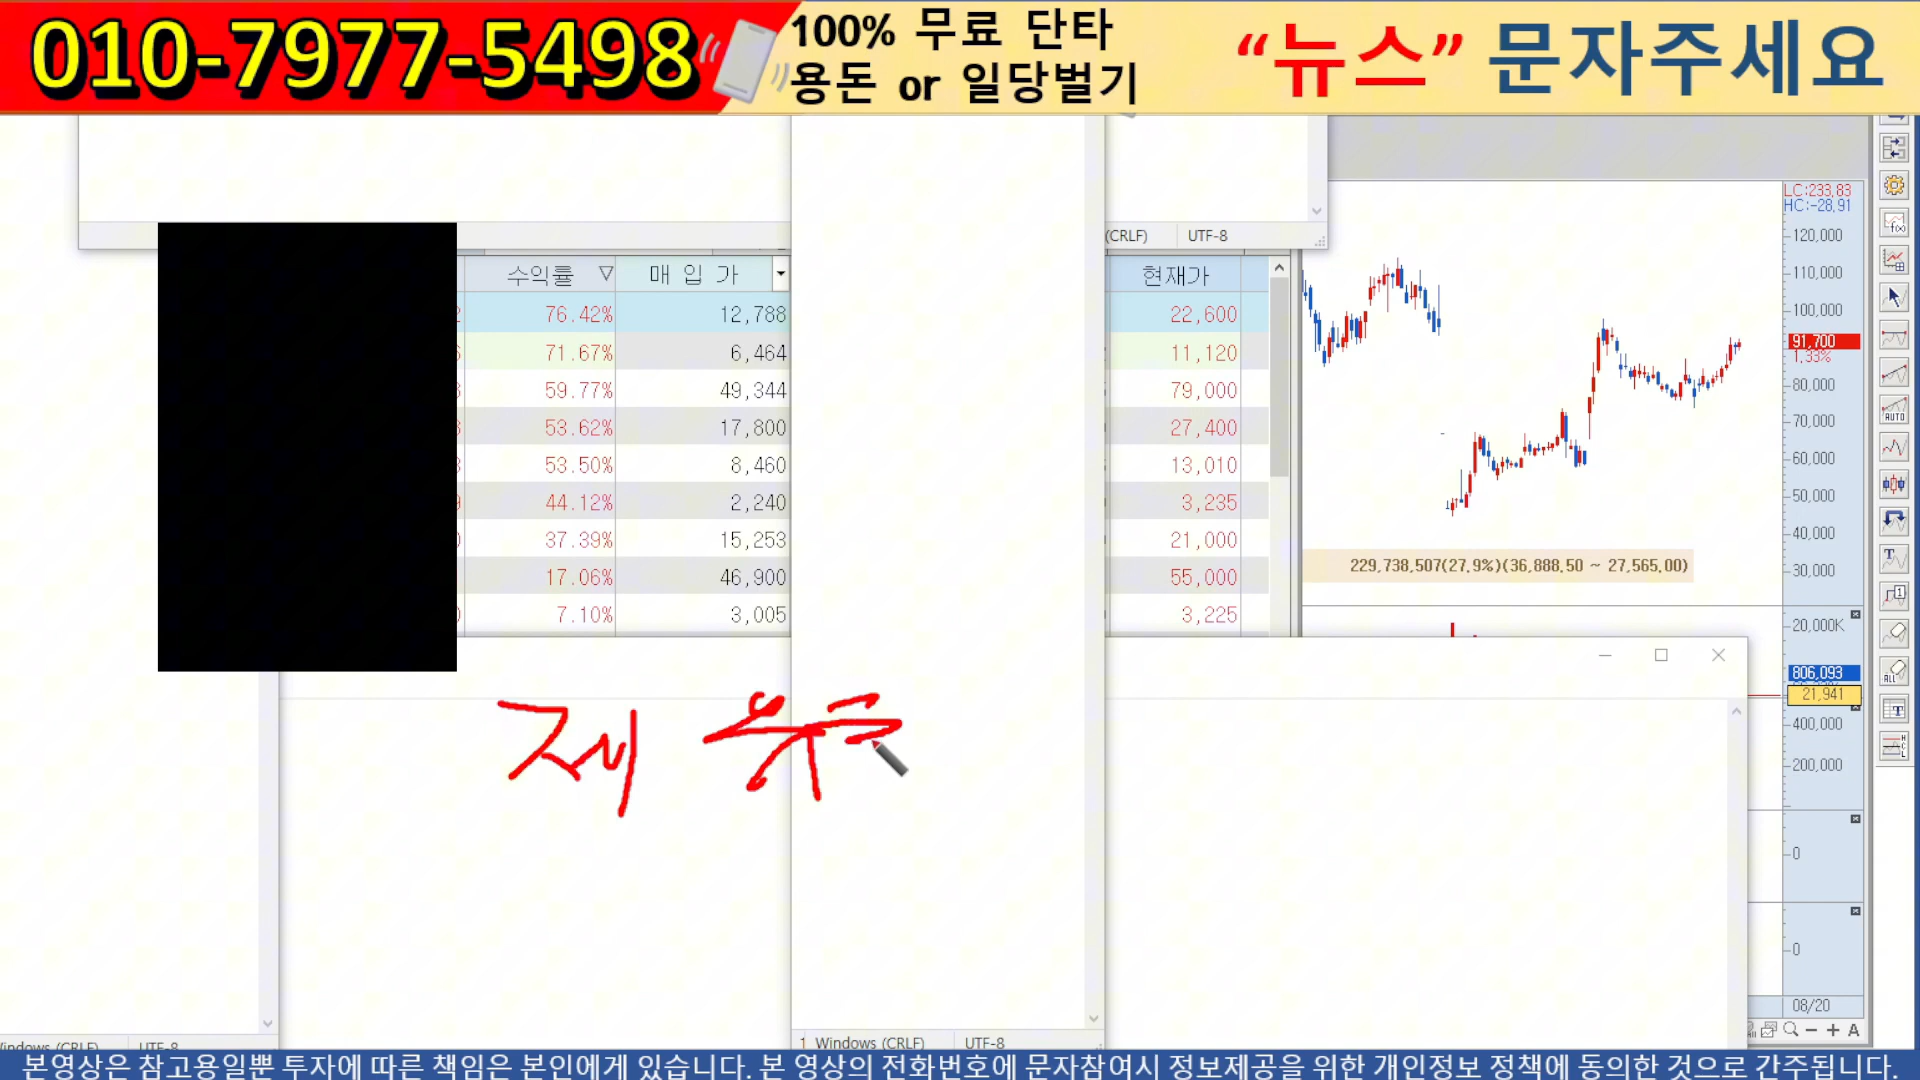 010-7977-5498
100% 무료 단타
용돈 or 일당벌기
“뉴스” 문자주세요
(CRLF) UTF-8
수익률 ▽ 매 입 가 현재가
76.42% 12,788 22,600
71.67% 6,464 11,120
59.77% 49,344 79,000
53.62% 17,800 27,400
53.50% 8,460 13,010
44.12% 2,240 3,235
37.39% 15,253 21,000
17.06% 46,900 55,000
7.10% 3,005 3,225
LC:233,83
HC:-28,91
120,000
110,000
100,000
91,700
1,33%
80,000
70,000
60,000
50,000
40,000
30,000
229,738,507(27.9%)(36,888,50 ~ 27,565,00)
20,000K
806,093
21,941
400,000
200,000
0
0
08/20
AUTO
ALL
제
Windows (CRLF) UTF-8
1 Windows (CRLF) UTF-8
본영상은 참고용일뿐 투자에 따른 책임은 본인에게 있습니다. 본 영상의 전화번호에 문자참여시 정보제공을 위한 개인정보 정책에 동의한 것으로 간주됩니다.